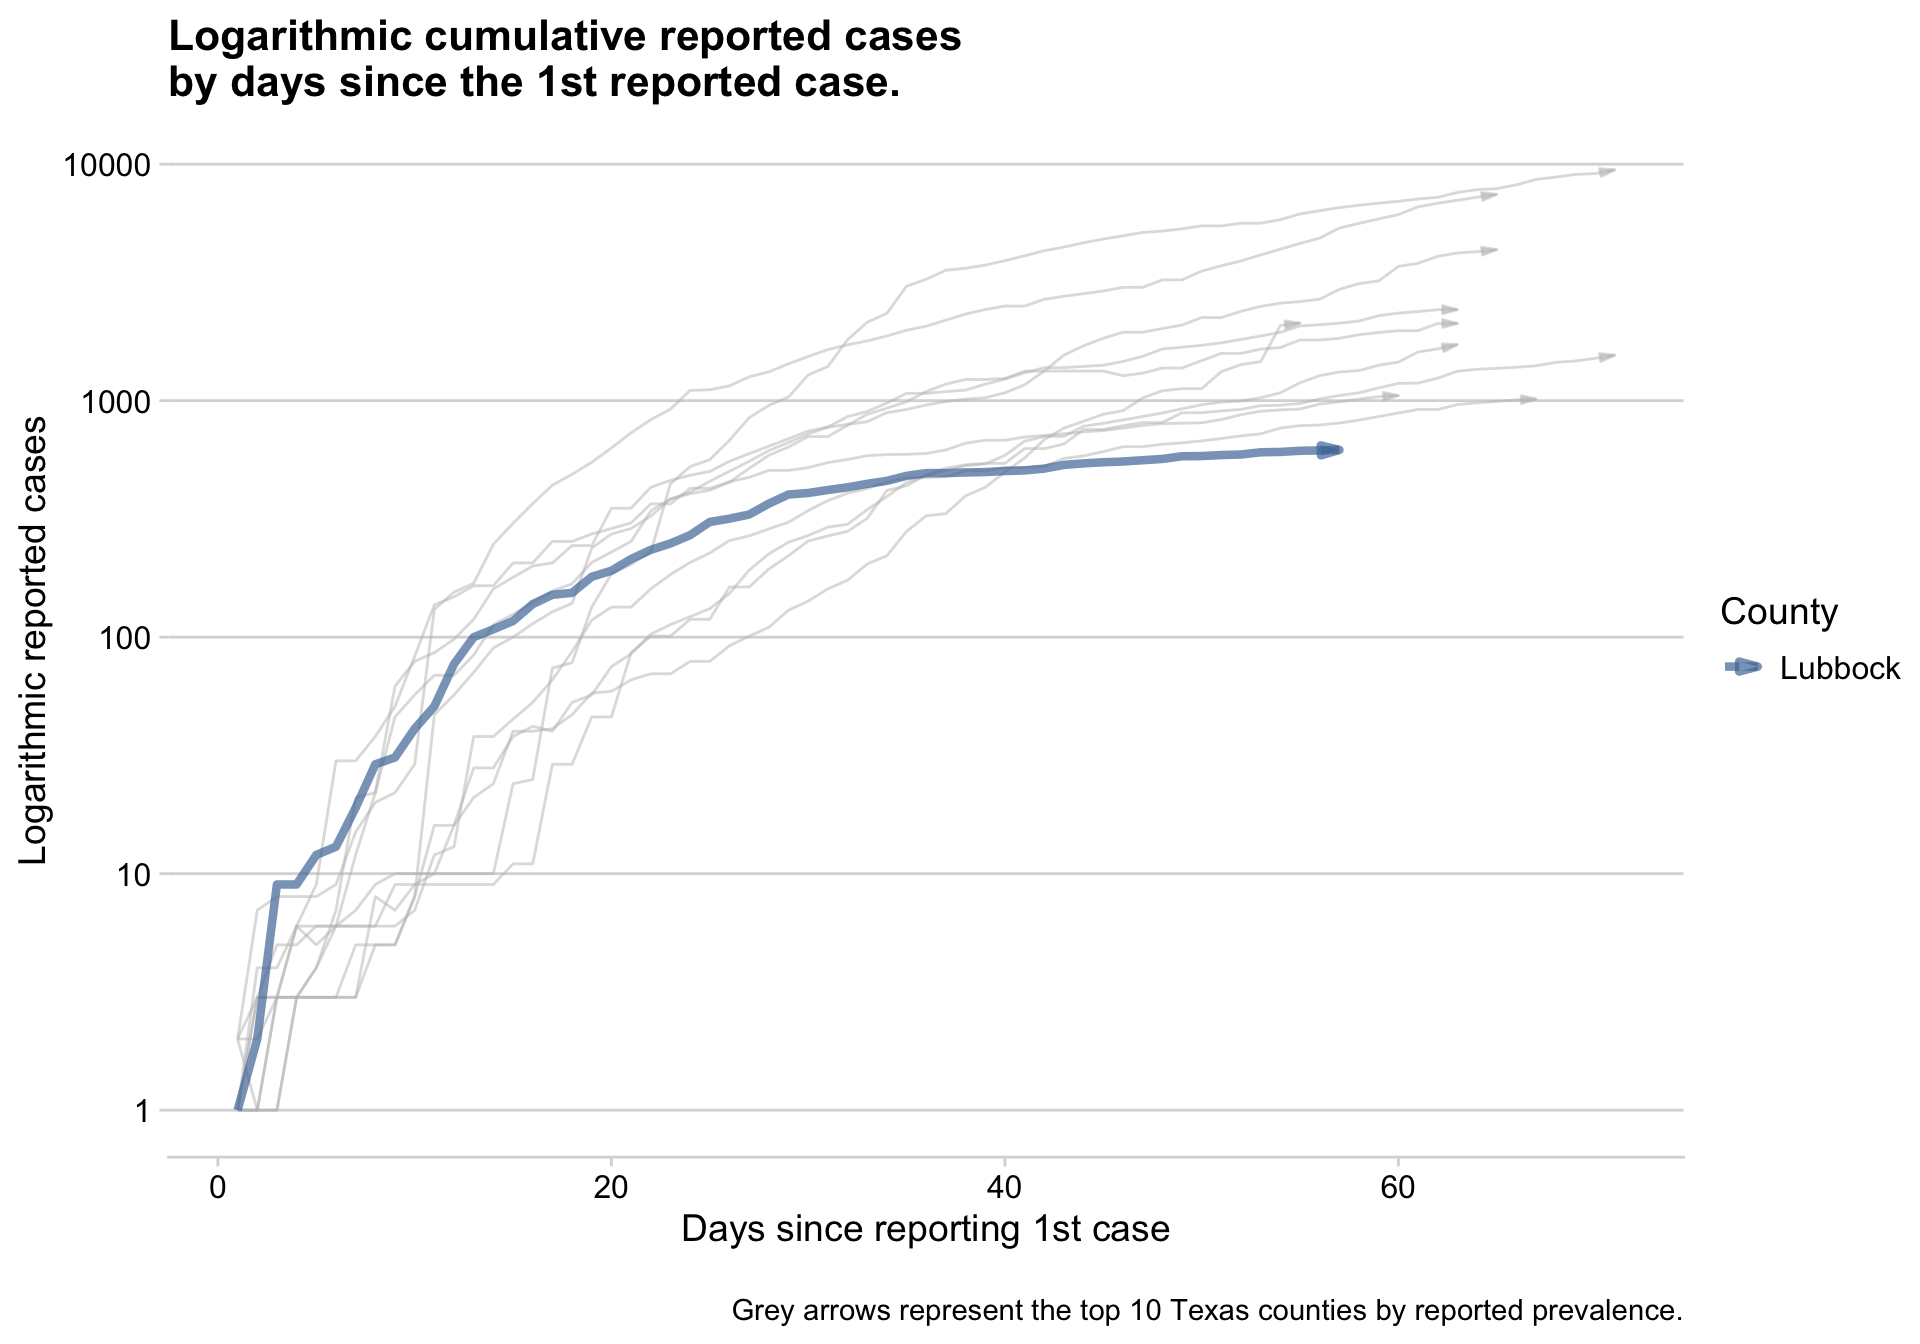 Logarithmic cumulative reported cases
by days since the 1st reported case.
10000
1000
100
10
1
Logarithmic reported cases
0 20 40 60
Days since reporting 1st case
County
Lubbock
Grey arrows represent the top 10 Texas counties by reported prevalence.